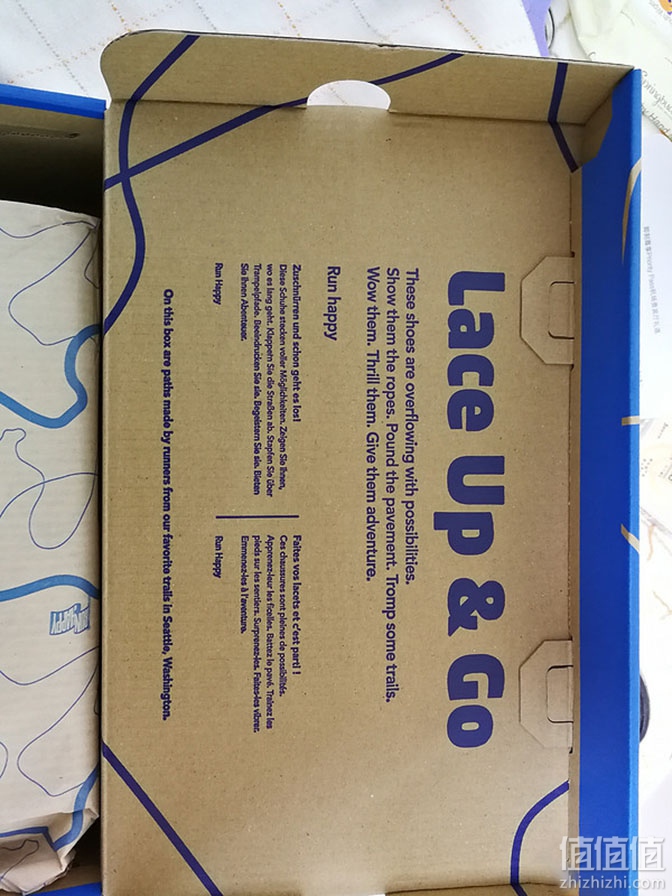 Lace Up & Go
These shoes are overflowing with possibilities.
Show them the ropes. Pound the pavement. Tromp some trails.
Wow them. Thrill them. Give them adventure.
Run happy
Zuschnüren und schon geht es los!
Diese Schuhe stecken voller Möglichkeiten. Zeigen Sie ihnen,
wo es lang geht. Klappern Sie die Straßen ab. Stapfen Sie über
Trampelpfade. Beeindrucken Sie sie. Begeistern Sie sie. Bieten
Sie ihnen Abenteuer.
Run Happy
Faites vos lacets et c'est parti !
Ces chaussures sont pleines de possibilités.
Apprenez-leur les ficelles. Battez le pavé. Traînez les
pieds sur les sentiers. Surprenez-les. Faites-les vibrer.
Emmenez-les à l'aventure.
Run Happy
On this box are paths made by runners from our favorite trails in Seattle, Washington.
值值值
zhizhizhi.com